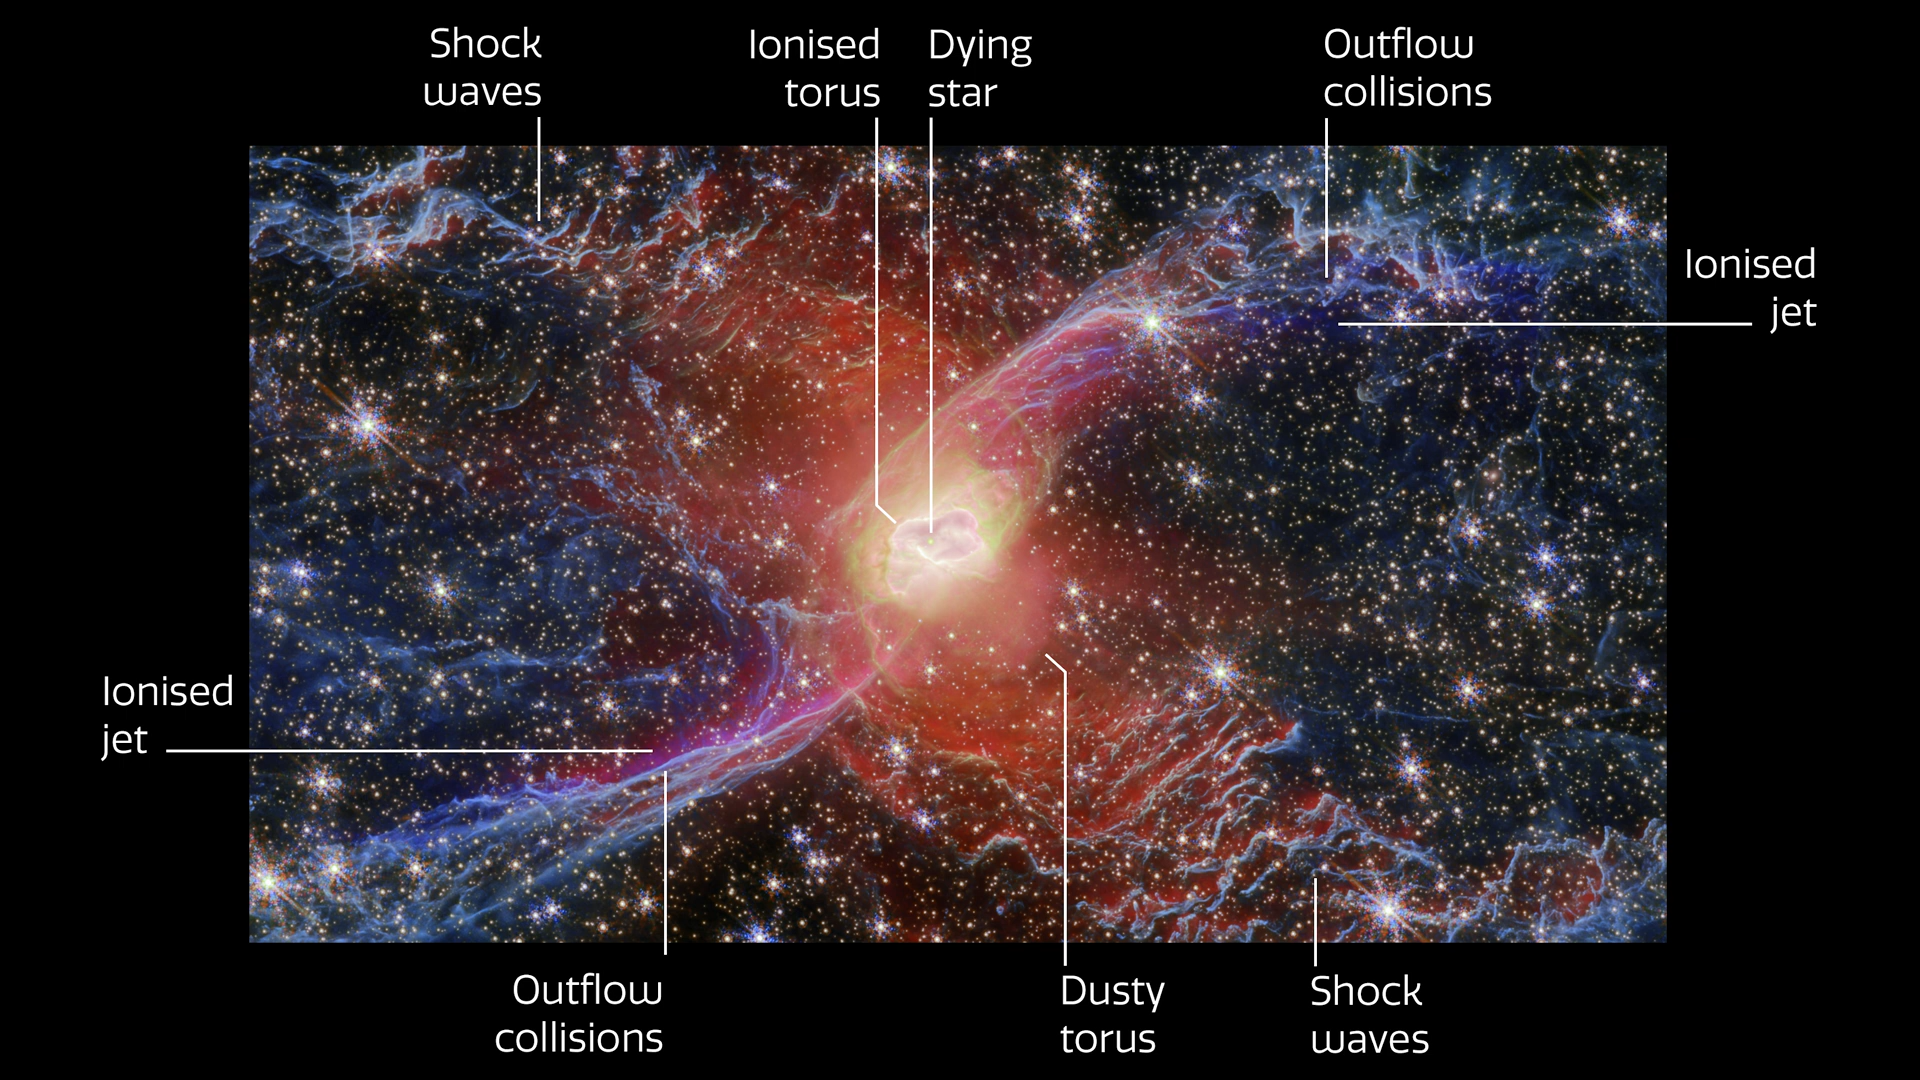 Shock
waves
Ionised
torus
Dying
star
Outflow
collisions
Ionised
jet
Ionised
jet
Outflow
collisions
Dusty
torus
Shock
waves